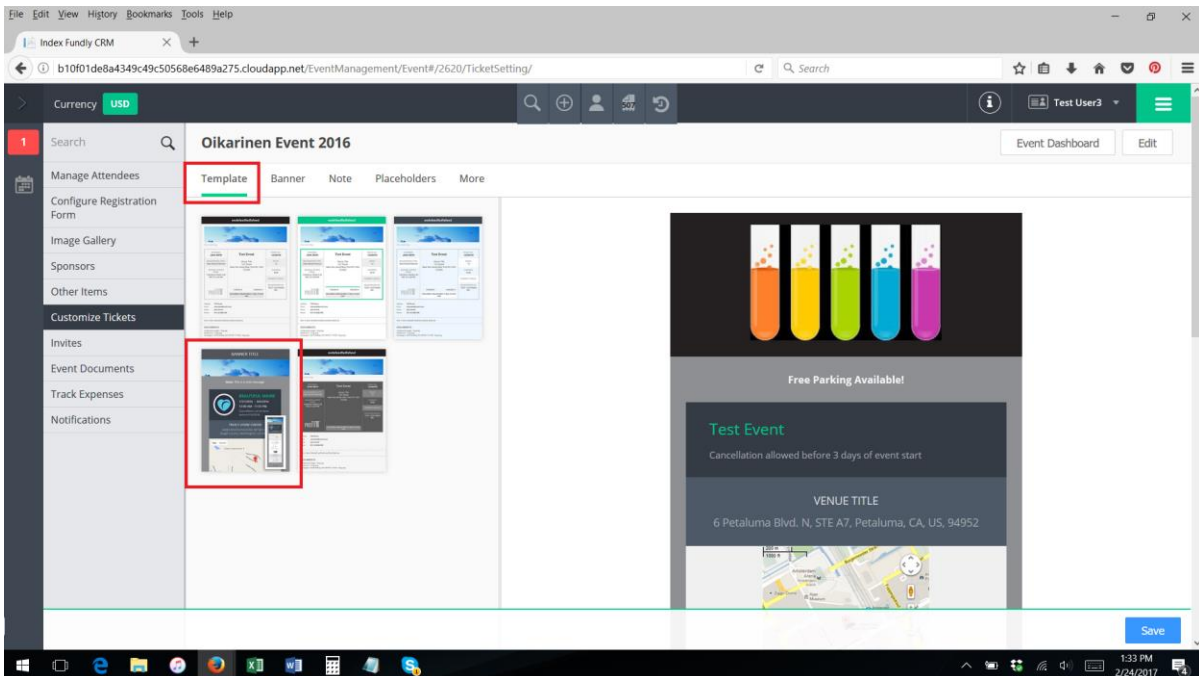 File Edit View History Bookmarks Tools Help
Index Fundly CRM
b10f01de8a4349c49c50568e6489a275.cloudapp.net/EventManagement/Event#/2620/TicketSetting/
Search
Currency USD
Test User3
1
Search
Oikarinen Event 2016
Event Dashboard
Edit
Manage Attendees
Template Banner Note Placeholders More
Configure Registration
Form
Image Gallery
Sponsors
Other Items
Customize Tickets
Invites
Event Documents
Track Expenses
Notifications
Free Parking Available!
Test Event
Cancellation allowed before 3 days of event start
VENUE TITLE
6 Petaluma Blvd. N, STE A7, Petaluma, CA, US, 94952
Save
1:33 PM
2/24/2017